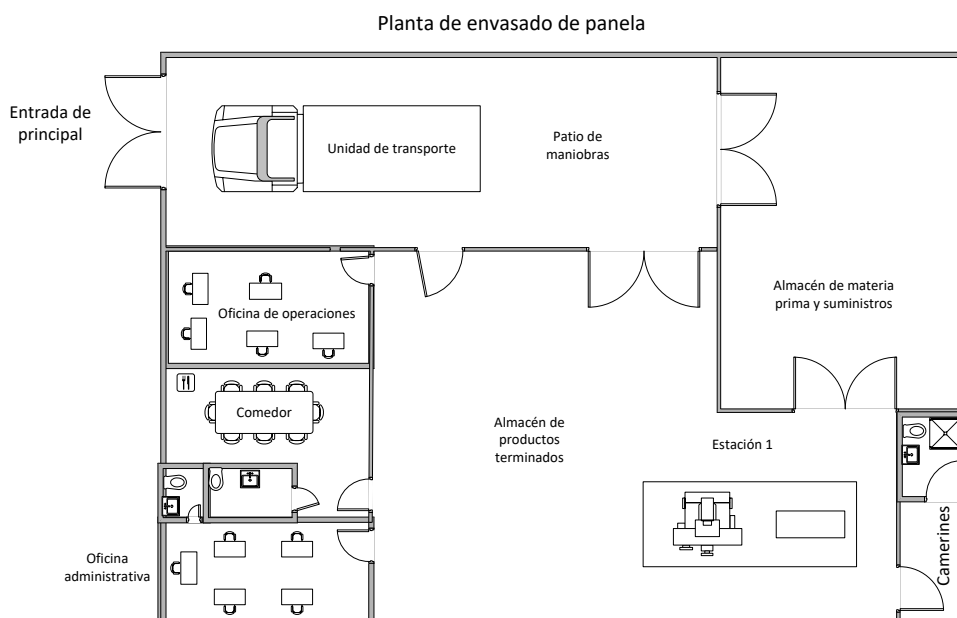 Planta de envasado de panela
Entrada de
principal
Unidad de transporte
Patio de
maniobras
Almacén de materia
prima y suministros
Oficina de operaciones
Comedor
Almacén de
productos
terminados
Estación 1
Oficina
administrativa
Camerines